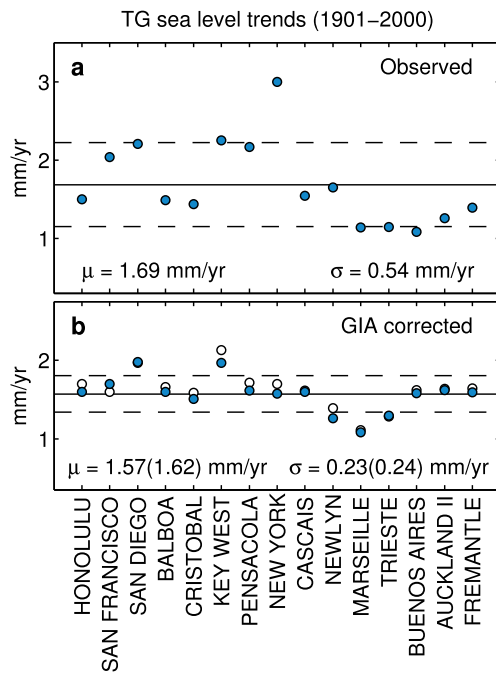 TG sea level trends (1901−2000)
a
Observed
3
2
1
mm/yr
μ = 1.69 mm/yr
σ = 0.54 mm/yr
b
GIA corrected
2
1
mm/yr
μ = 1.57(1.62) mm/yr
σ = 0.23(0.24) mm/yr
HONOLULU
SAN FRANCISCO
SAN DIEGO
BALBOA
CRISTOBAL
KEY WEST
PENSACOLA
NEW YORK
CASCAIS
NEWLYN
MARSEILLE
TRIESTE
BUENOS AIRES
AUCKLAND II
FREMANTLE